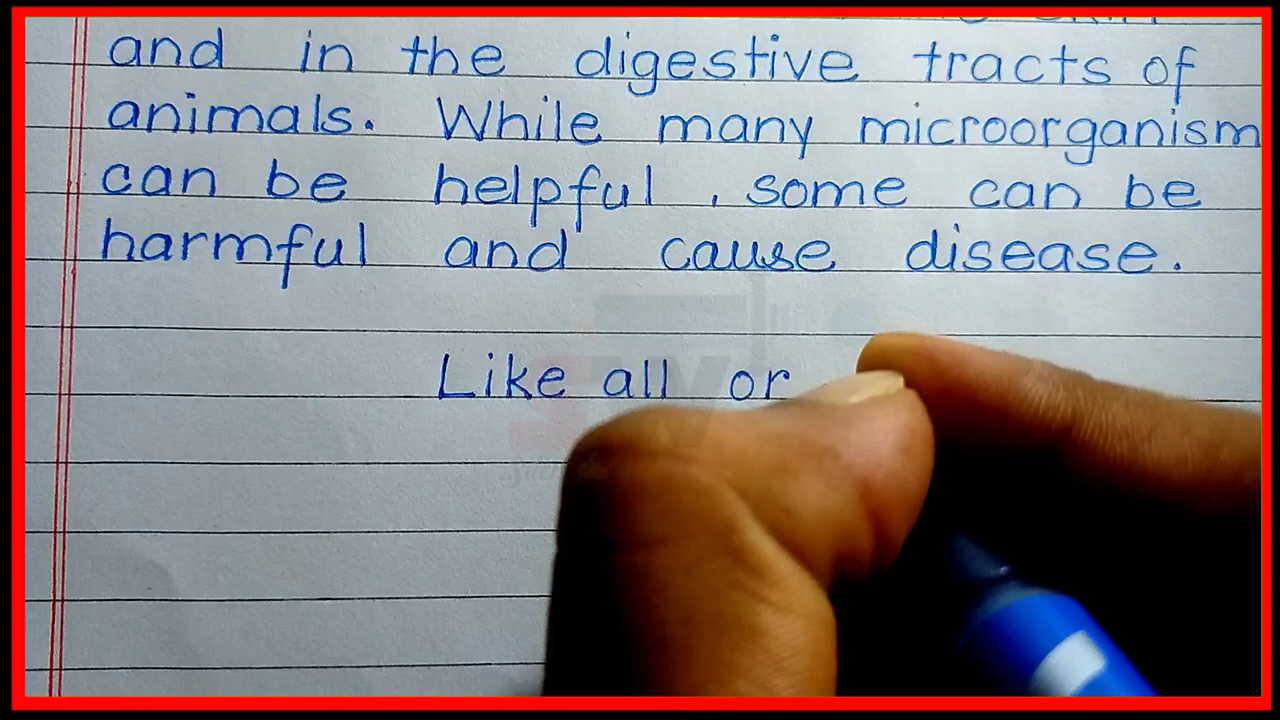 and in the digestive tracts of
animals. While many microorganism
can be helpful, some can be
harmful and cause disease.
Like all or